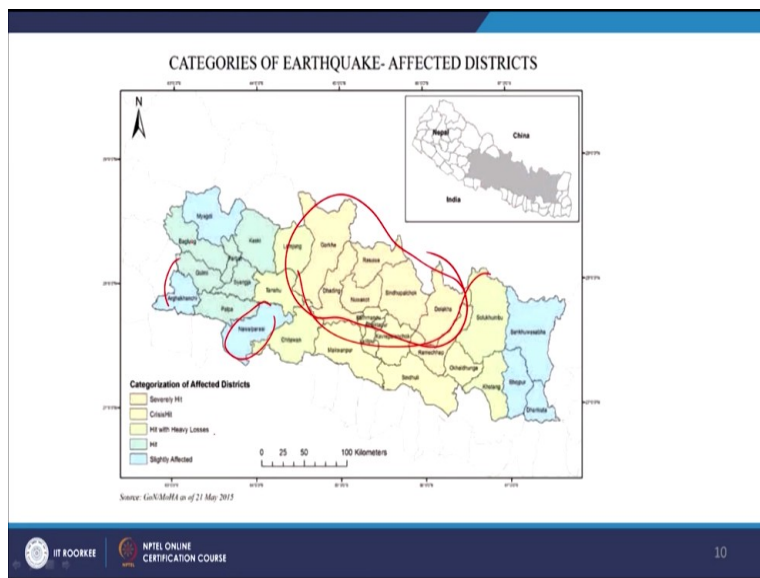 CATEGORIES OF EARTHQUAKE- AFFECTED DISTRICTS
N
Nepal
China
India
Myagdi
Baglung
Kaski
Lamjung
Gorkha
Rasuwa
Gulmi
Syangja
Tanahu
Dhading
Nuwakot
Sindhupalchok
Arghakhanchi
Palpa
Nawalparasi
Chitawan
Makwanpur
Dolakha
Ramechhap
Sindhuli
Solukhumbu
Okhaldhunga
Khotang
Sankhuwasabha
Bhojpur
Dhankuta
Categorization of Affected Districts
Severely Hit
CrisisHit
Hit with Heavy Losses
Hit
Slightly Affected
0 25 50 100 Kilometers
Source: GoN/MoHA as of 21 May 2015
IIT ROORKEE
NPTEL ONLINE
CERTIFICATION COURSE
10